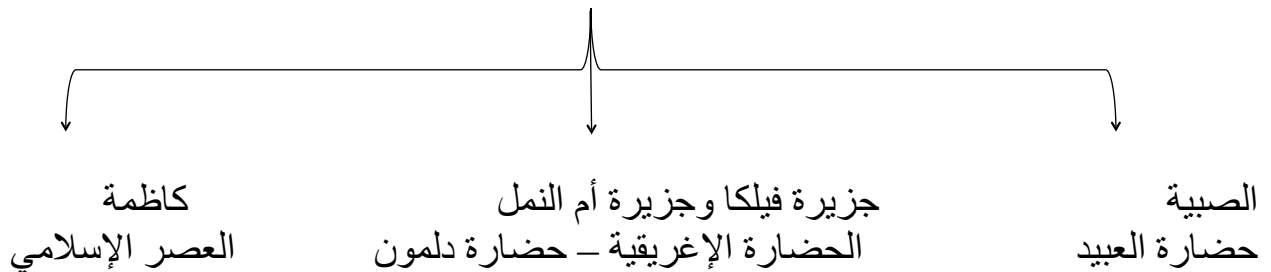 الصبية جزيرة فيلكا وجزيرة أم النمل كاظمة
حضارة العبيد الحضارة الإغريقية – حضارة دلمون العصر الإسلامي